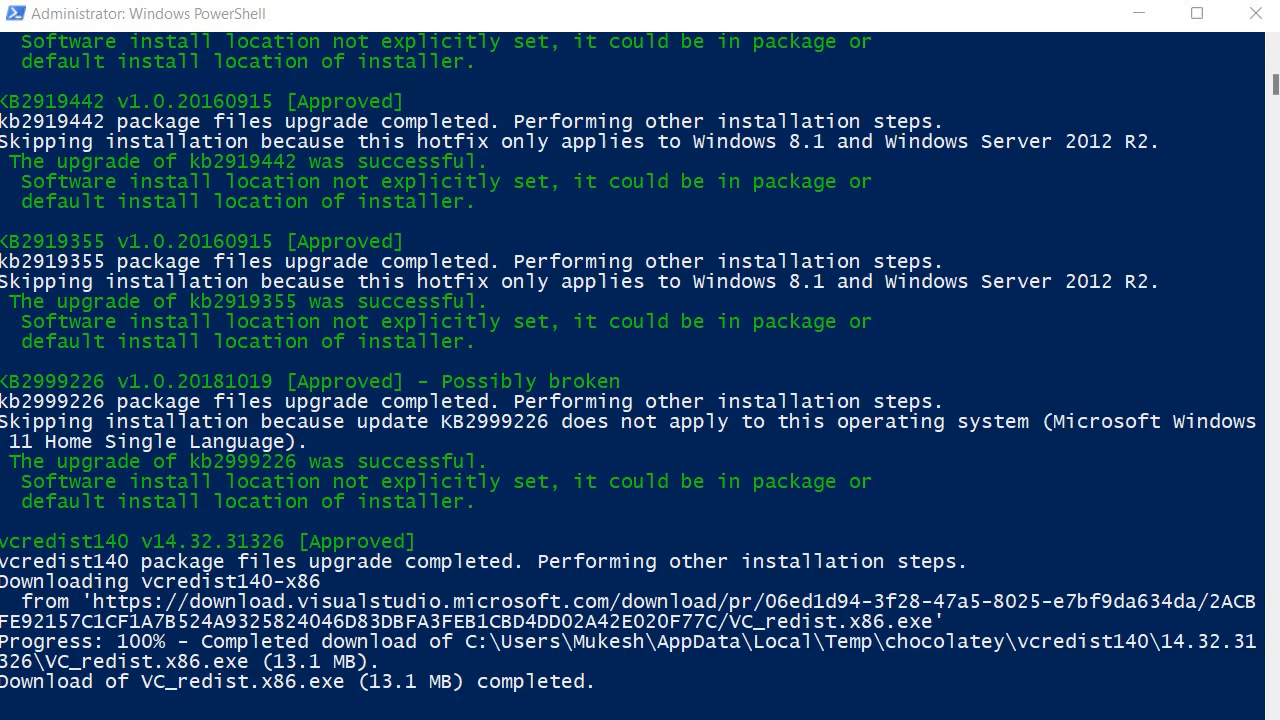 Administrator: Windows PowerShell
Software install location not explicitly set, it could be in package or
default install location of installer.
KB2919442 v1.0.20160915 [Approved]
kb2919442 package files upgrade completed. Performing other installation steps.
Skipping installation because this hotfix only applies to Windows 8.1 and Windows Server 2012 R2.
The upgrade of kb2919442 was successful.
Software install location not explicitly set, it could be in package or
default install location of installer.
KB2919355 v1.0.20160915 [Approved]
kb2919355 package files upgrade completed. Performing other installation steps.
Skipping installation because this hotfix only applies to Windows 8.1 and Windows Server 2012 R2.
The upgrade of kb2919355 was successful.
Software install location not explicitly set, it could be in package or
default install location of installer.
KB2999226 v1.0.20181019 [Approved] - Possibly broken
kb2999226 package files upgrade completed. Performing other installation steps.
Skipping installation because update KB2999226 does not apply to this operating system (Microsoft Windows
11 Home Single Language).
The upgrade of kb2999226 was successful.
Software install location not explicitly set, it could be in package or
default install location of installer.
vcredist140 v14.32.31326 [Approved]
vcredist140 package files upgrade completed. Performing other installation steps.
Downloading vcredist140-x86
from 'https://download.visualstudio.microsoft.com/download/pr/06ed1d94-3f28-47a5-8025-e7bf9da634da/2ACB
FE92157C1CF1A7B524A9325824046D83DBFA3FEB1CBD4DD02A42E020F77C/VC_redist.x86.exe'
Progress: 100% - Completed download of C:\Users\Mukesh\AppData\Local\Temp\chocolatey\vcredist140\14.32.31
326\VC_redist.x86.exe (13.1 MB).
Download of VC_redist.x86.exe (13.1 MB) completed.